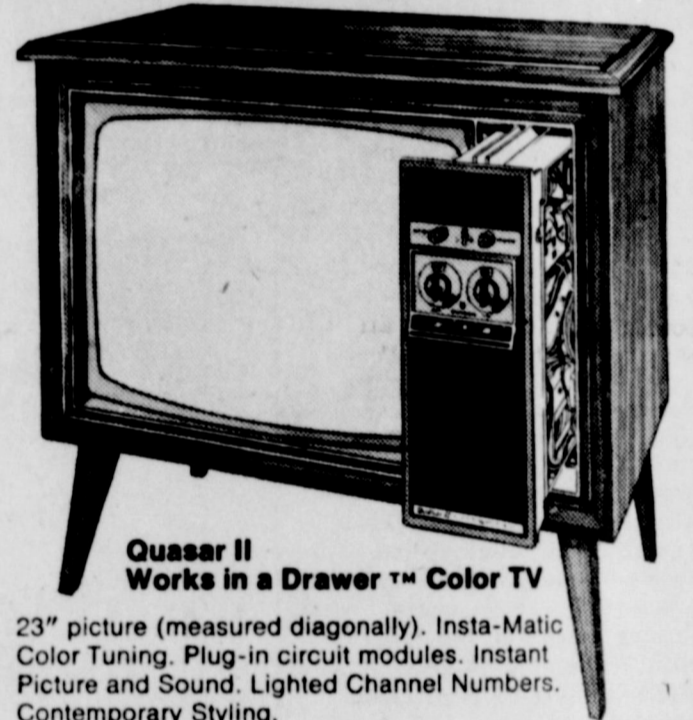 Quasar II
Works in a Drawer ™ Color TV
23" picture (measured diagonally). Insta-Matic
Color Tuning. Plug-in circuit modules. Instant
Picture and Sound. Lighted Channel Numbers.
Contemporary Styling.